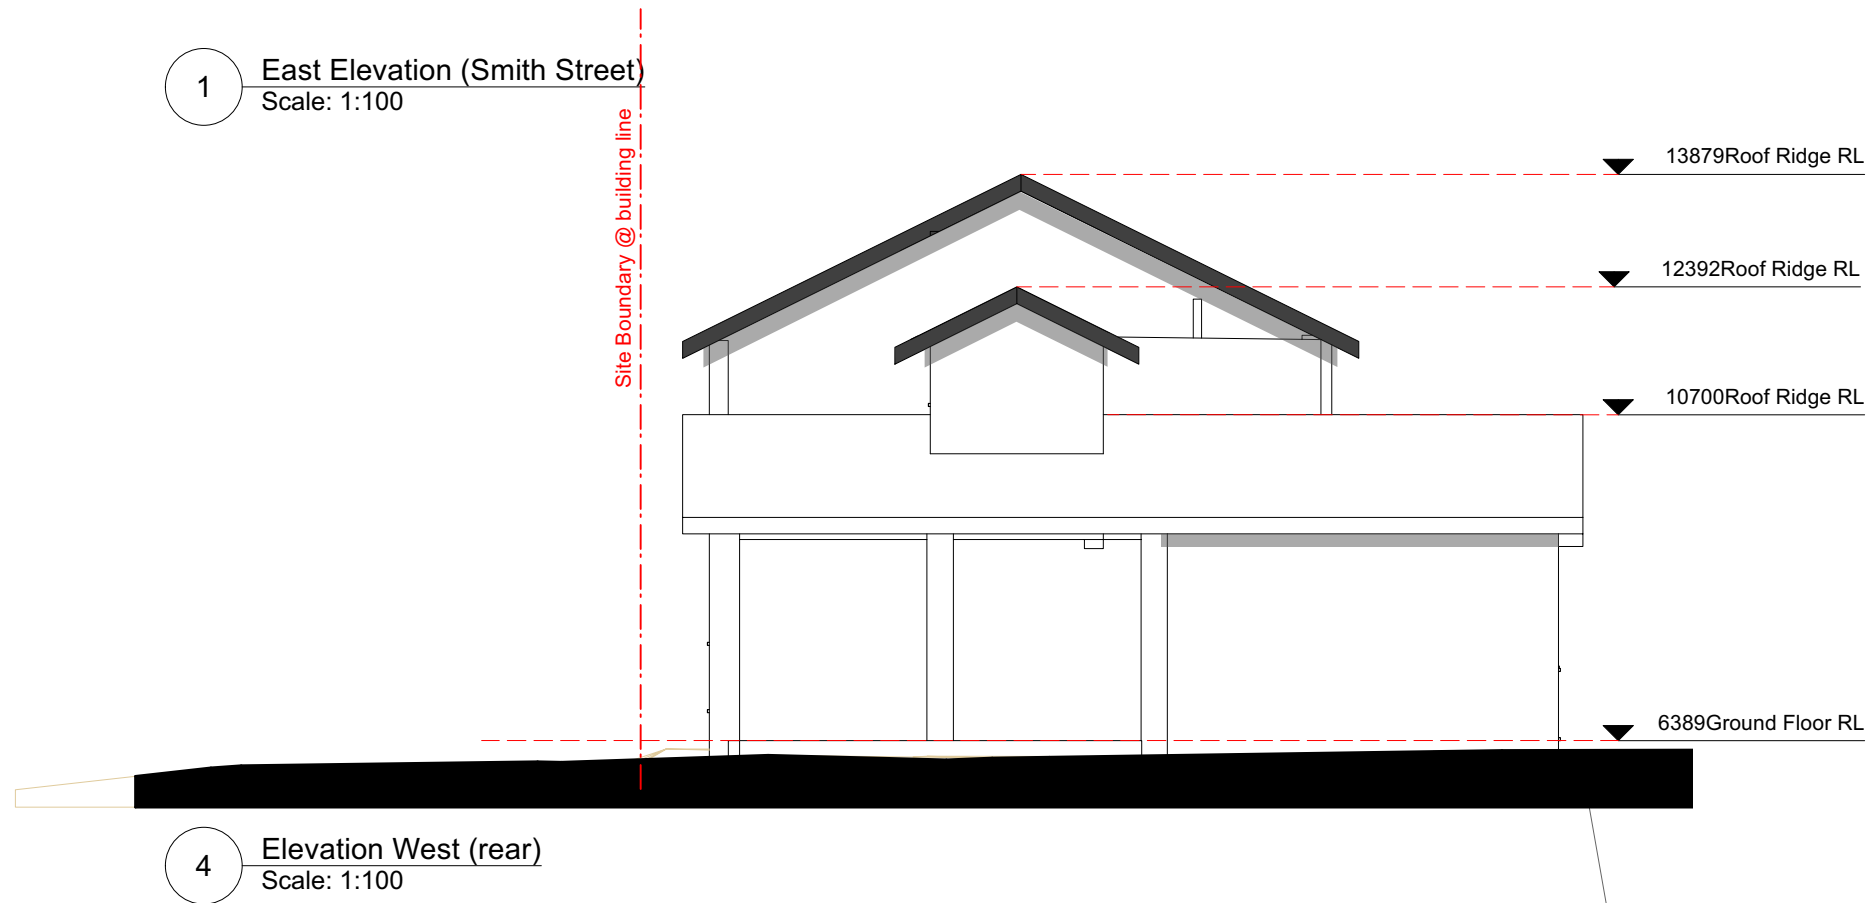 1
East Elevation (Smith Street)
Scale: 1:100
Site Boundary @ building line
13879Roof Ridge RL
12392Roof Ridge RL
10700Roof Ridge RL
6389Ground Floor RL
4
Elevation West (rear)
Scale: 1:100